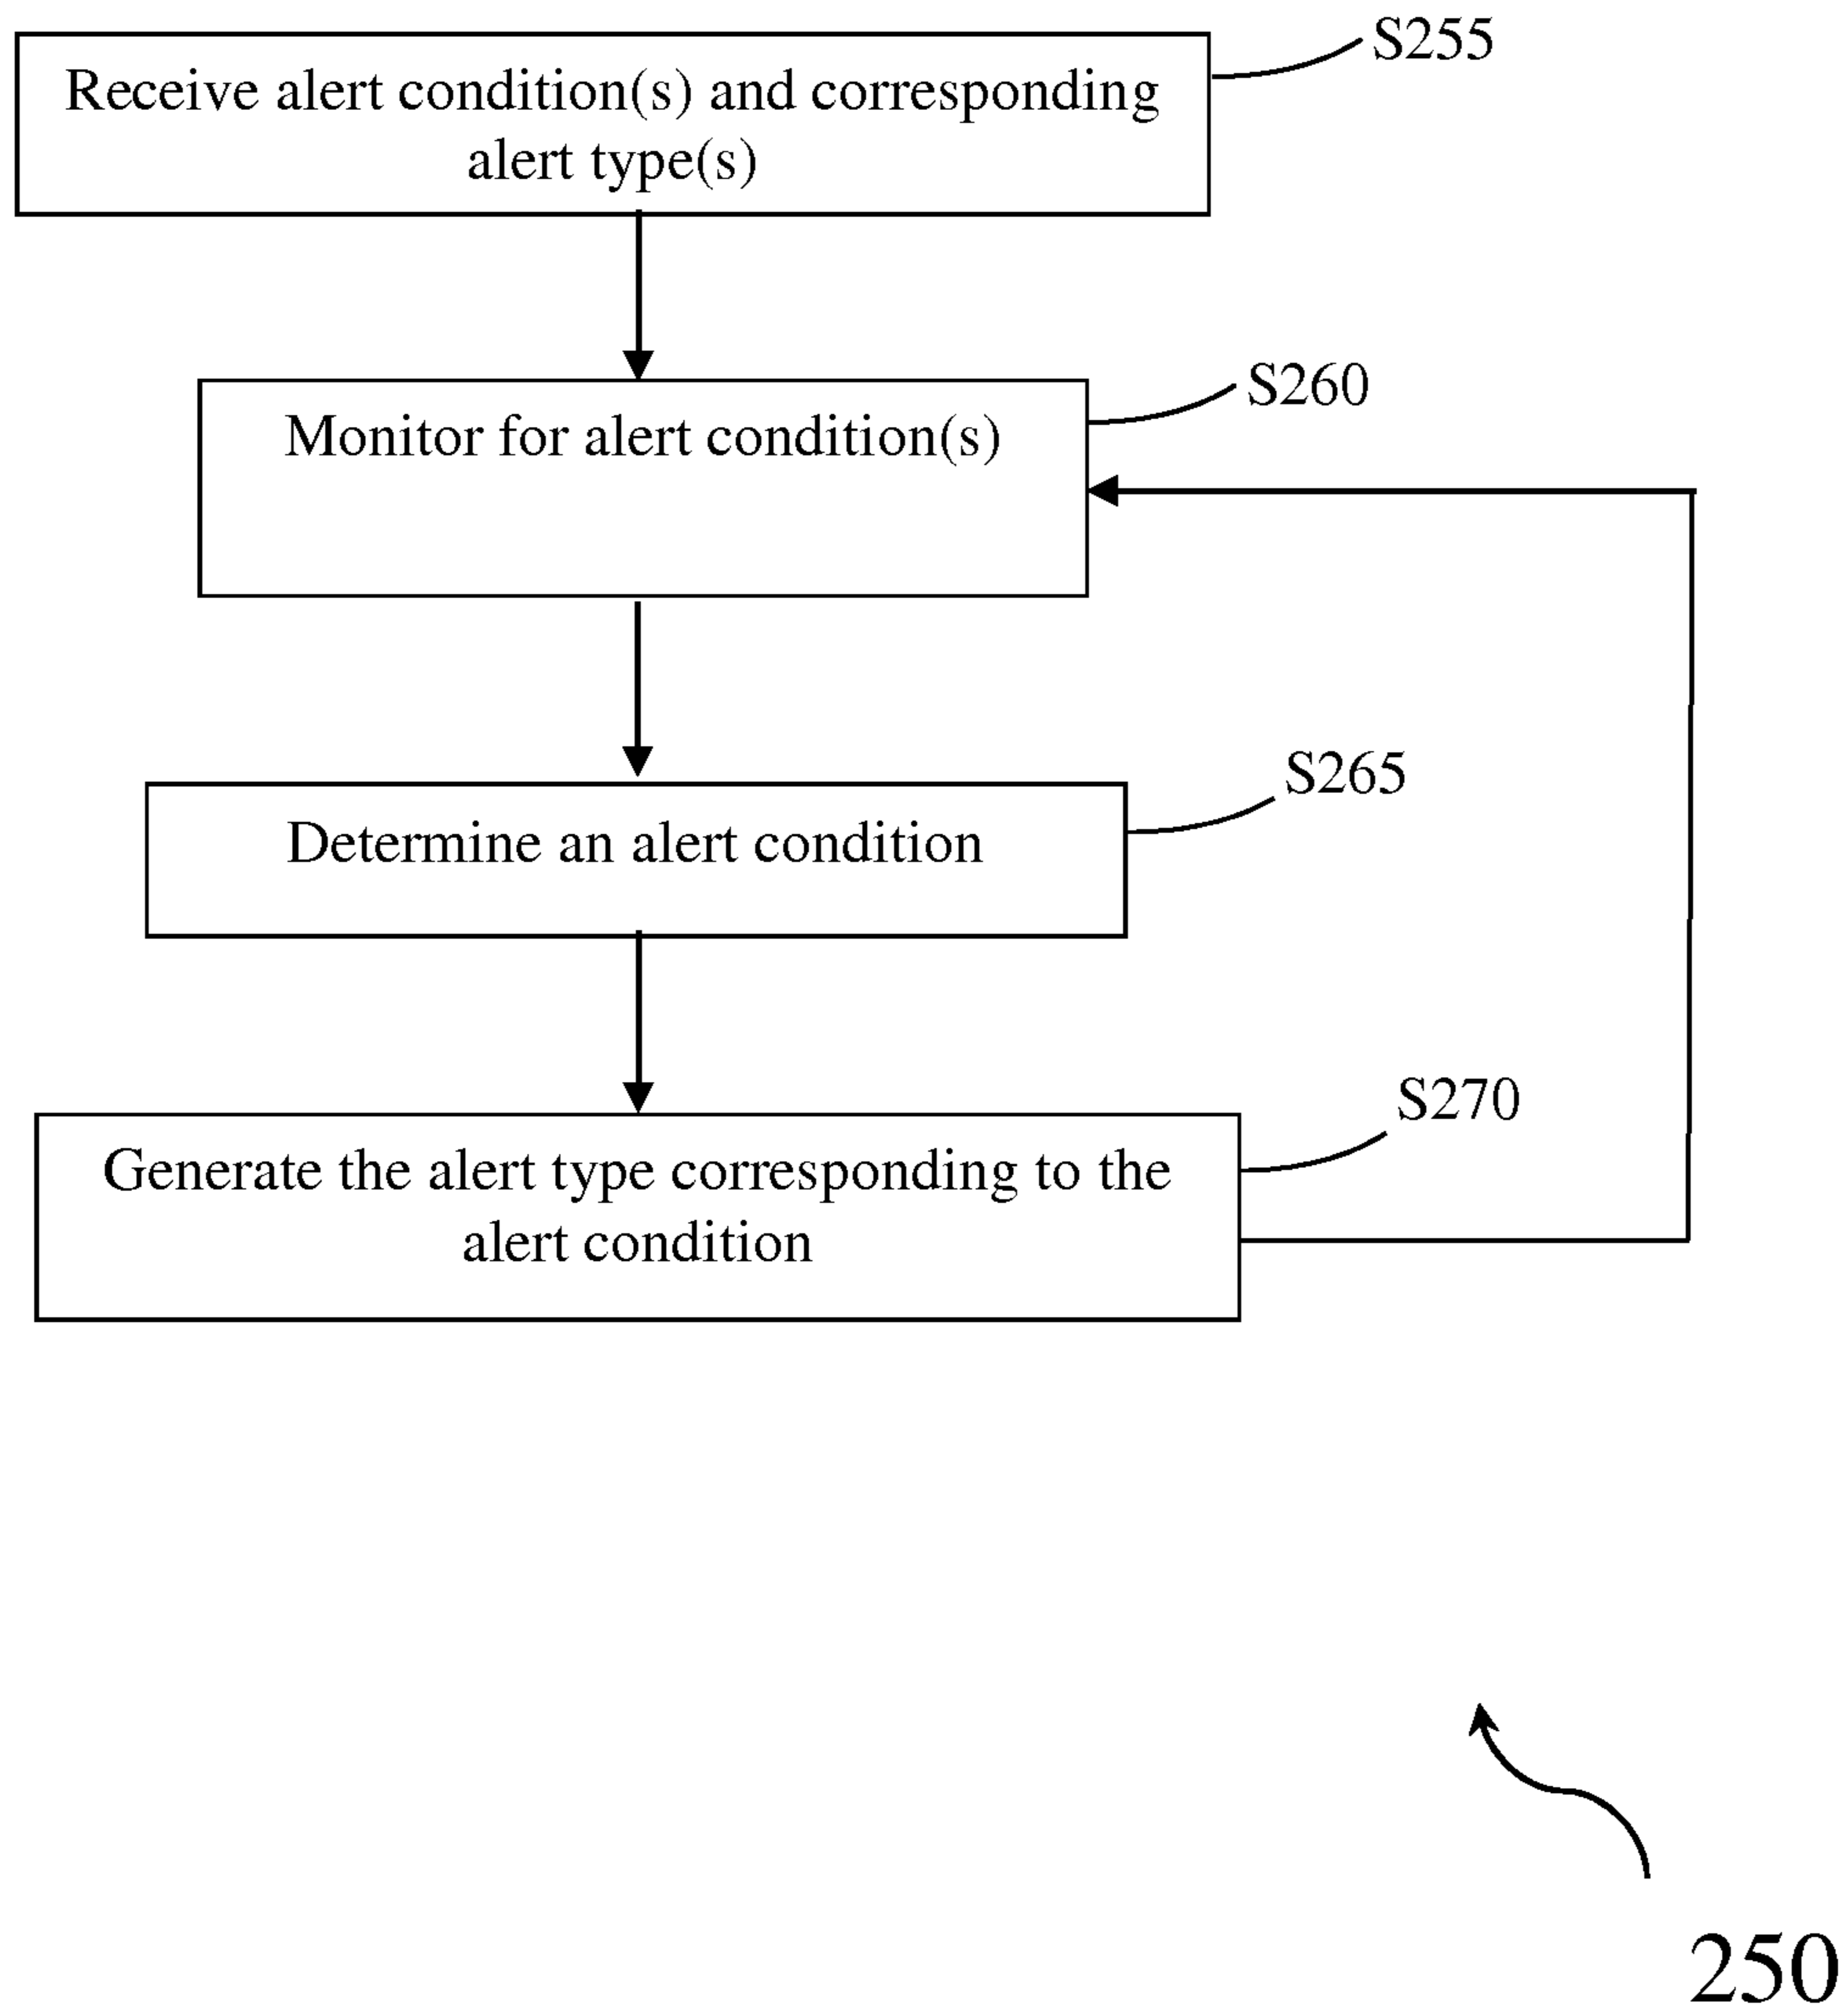 S255
Receive alert condition(s) and corresponding
alert type(s)
S260
Monitor for alert condition(s)
S265
Determine an alert condition
S270
Generate the alert type corresponding to the
alert condition
250